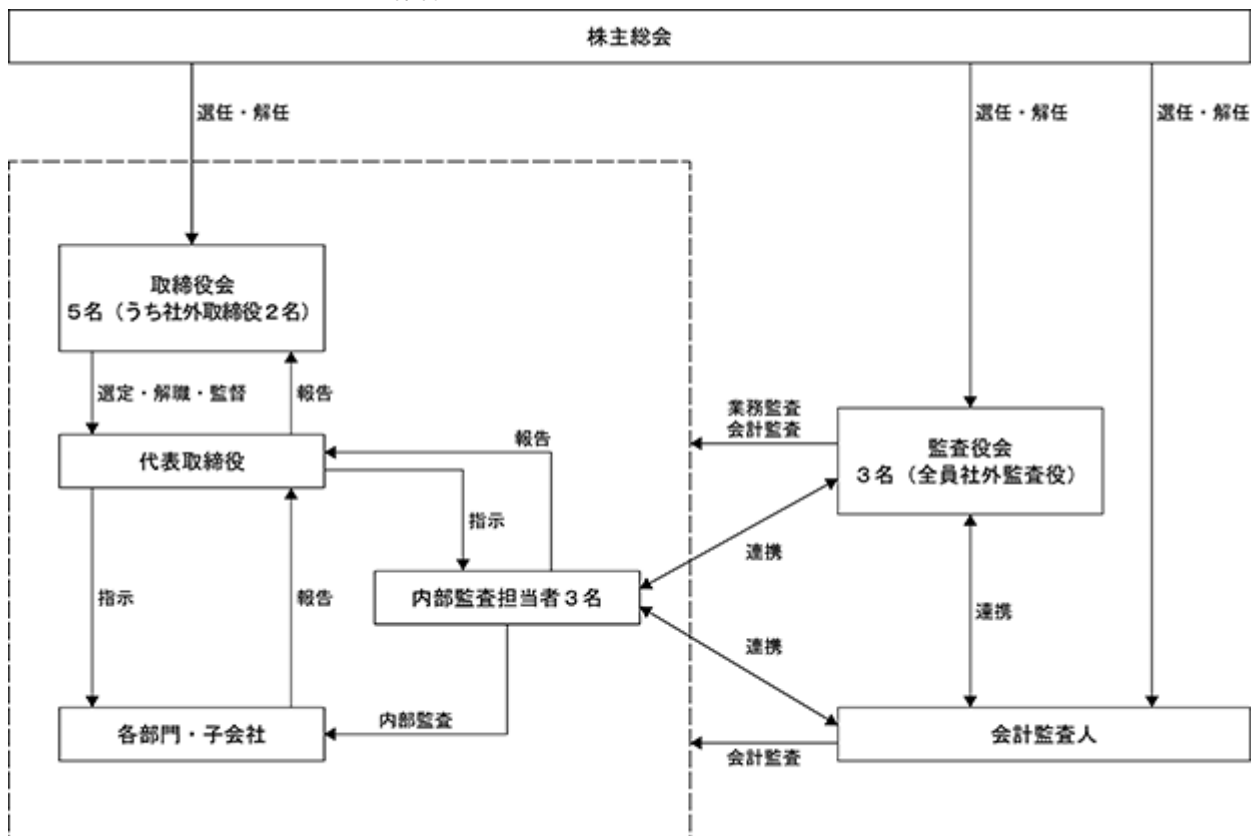 株主総会
選任・解任
選任・解任
選任・解任
取締役会
５名（うち社外取締役２名）
選定・解職・監督
報告
業務監査
会計監査
監査役会
３名（全員社外監査役）
代表取締役
報告
指示
連携
内部監査担当者３名
指示
報告
連携
連携
各部門・子会社
内部監査
会計監査
会計監査人